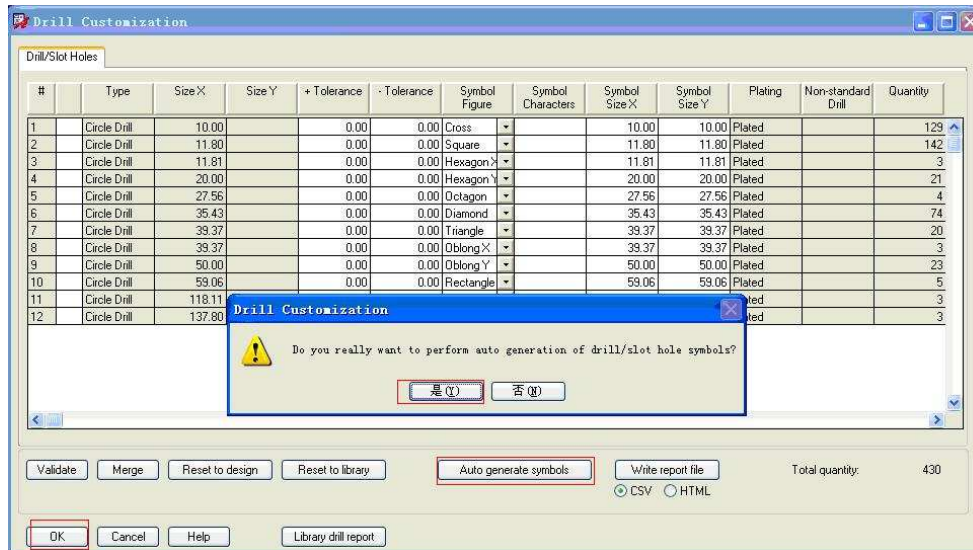 Drill Customization
Drill/Slot Holes
# Type Size X Size Y + Tolerance - Tolerance Symbol Figure Symbol Characters Symbol Size X Symbol Size Y Plating Non-standard Drill Quantity
1 Circle Drill 10.00 0.00 0.00 Cross 10.00 10.00 Plated 129
2 Circle Drill 11.80 0.00 0.00 Square 11.80 11.80 Plated 142
3 Circle Drill 11.81 0.00 0.00 Hexagon X 11.81 11.81 Plated 3
4 Circle Drill 20.00 0.00 0.00 Hexagon Y 20.00 20.00 Plated 21
5 Circle Drill 27.56 0.00 0.00 Octagon 27.56 27.56 Plated 4
6 Circle Drill 35.43 0.00 0.00 Diamond 35.43 35.43 Plated 74
7 Circle Drill 39.37 0.00 0.00 Triangle 39.37 39.37 Plated 20
8 Circle Drill 39.37 0.00 0.00 Oblong X 39.37 39.37 Plated 3
9 Circle Drill 50.00 0.00 0.00 Oblong Y 50.00 50.00 Plated 23
10 Circle Drill 59.06 0.00 0.00 Rectangle 59.06 59.06 Plated 5
11 Circle Drill 118.11 3
12 Circle Drill 137.80 3
Drill Customization
Do you really want to perform auto generation of drill/slot hole symbols?
是(Y) 否(N)
Validate Merge Reset to design Reset to library Auto generate symbols Write report file Total quantity: 430
CSV HTML
OK Cancel Help Library drill report